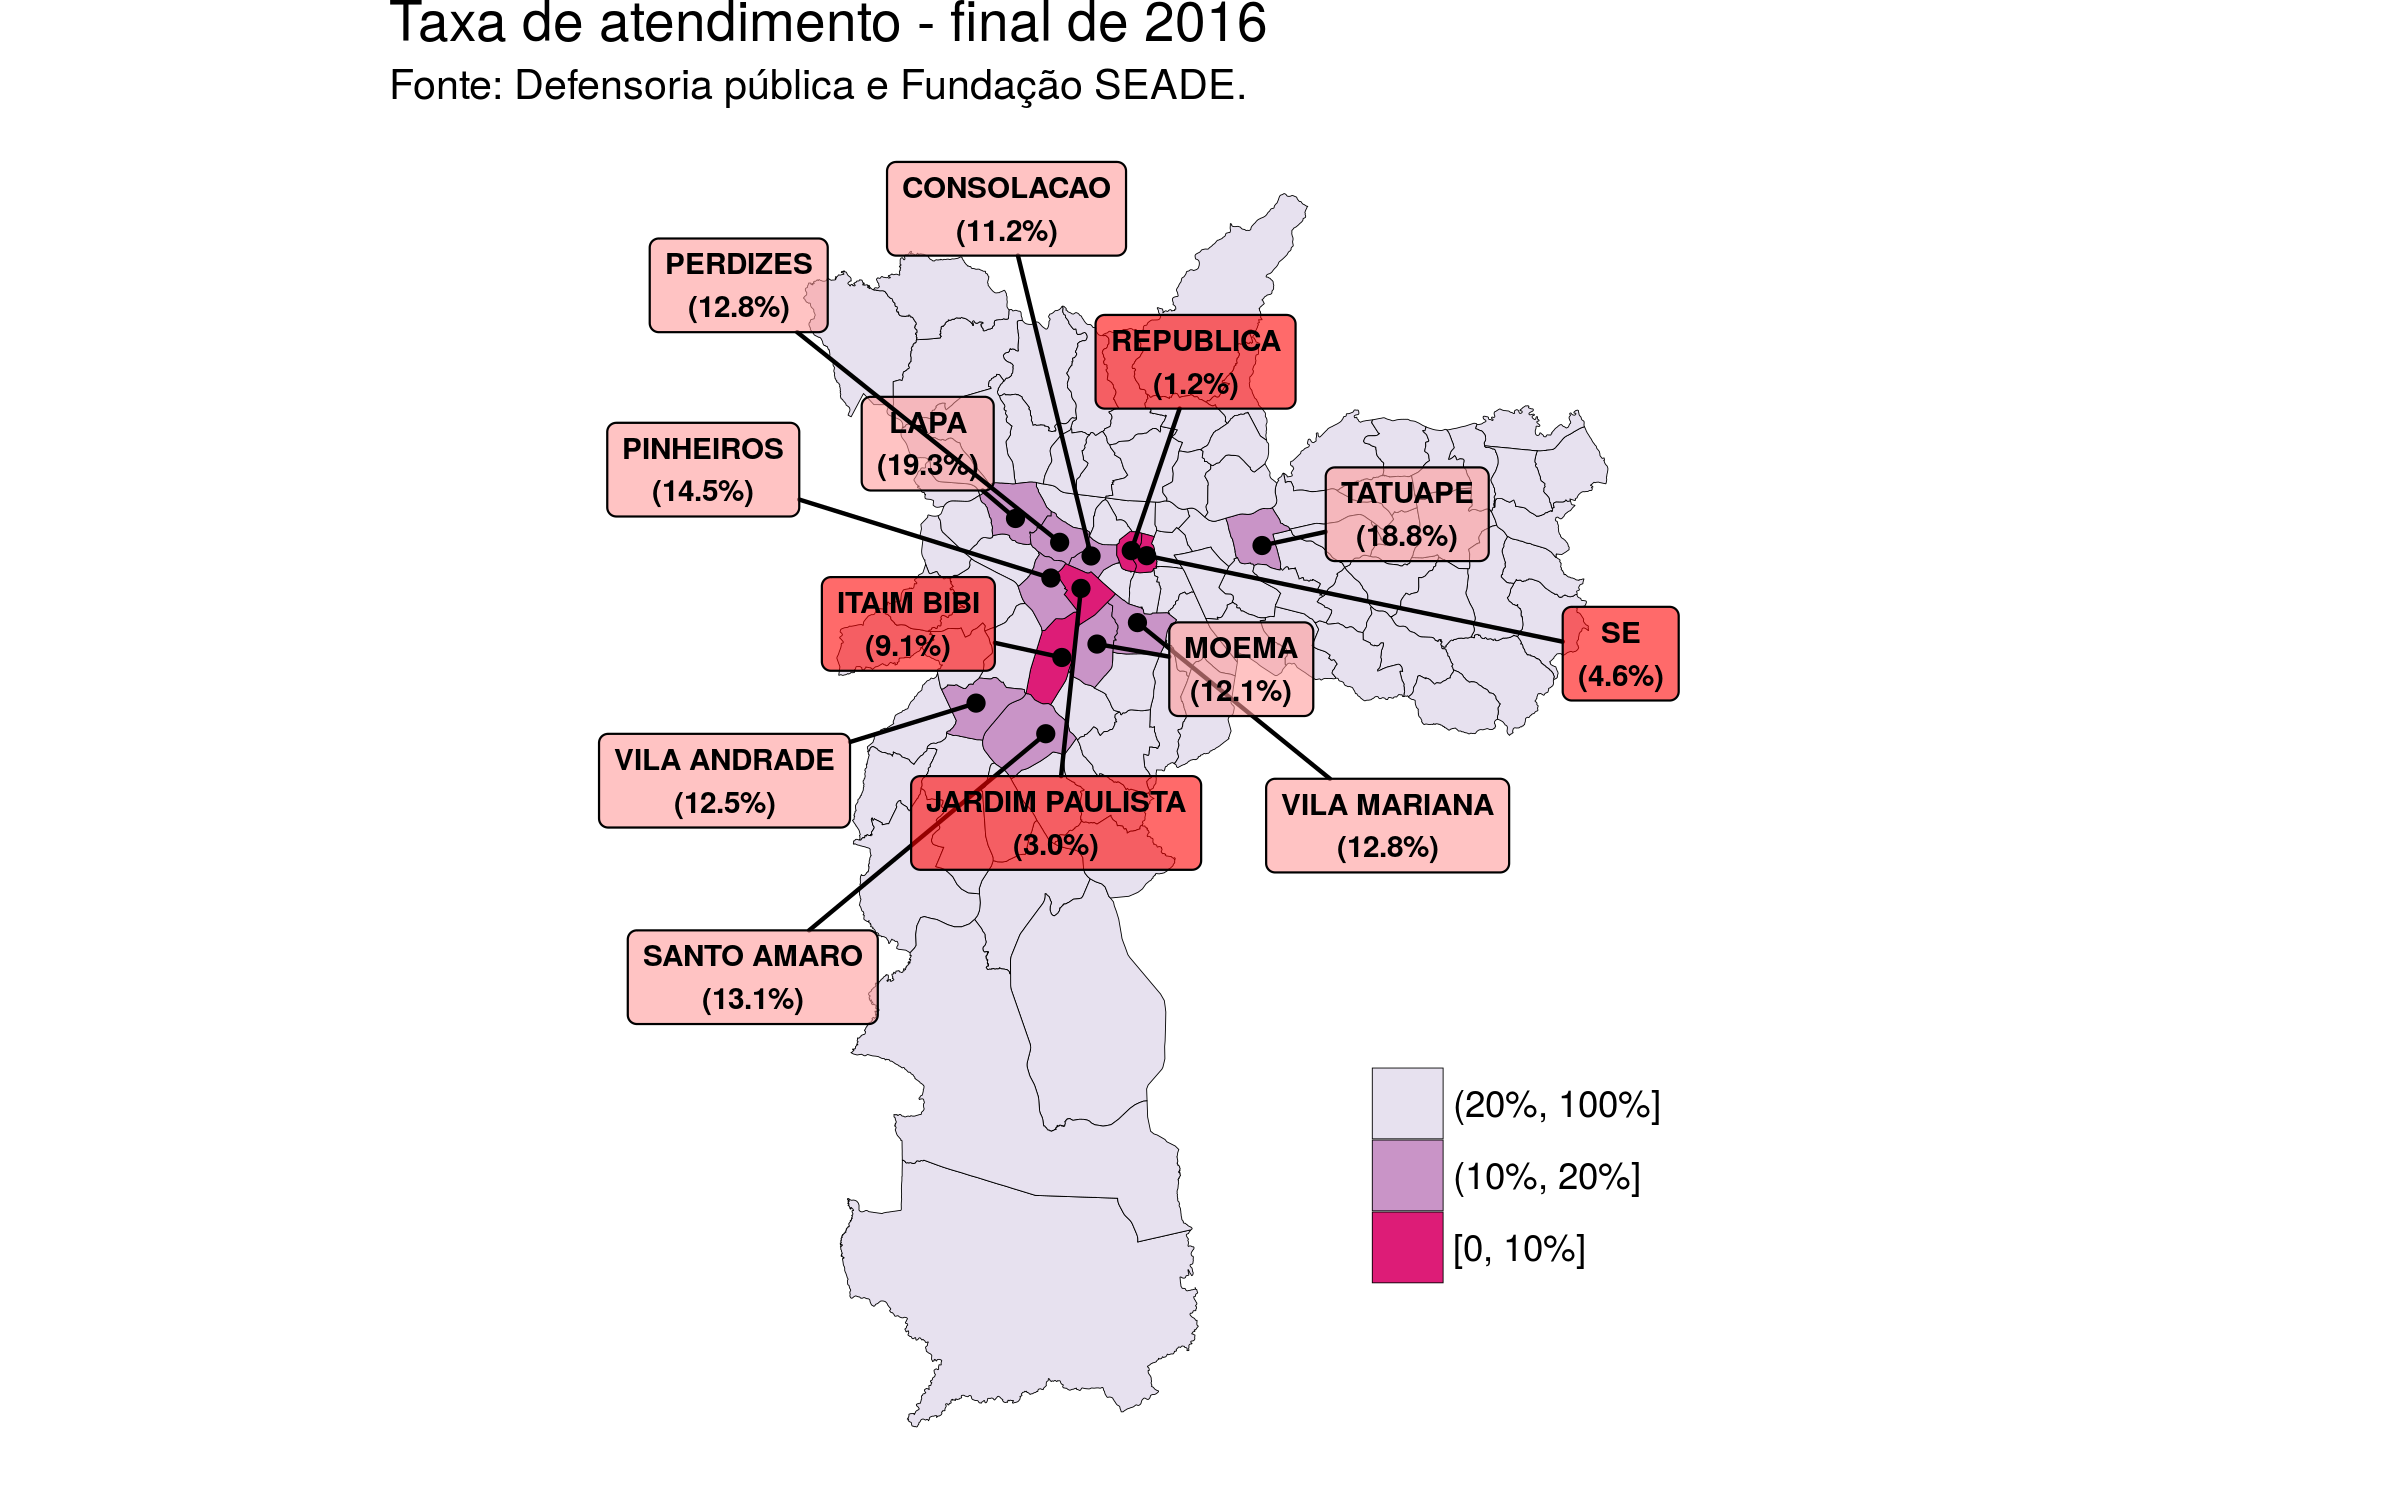 Taxa de atendimento - final de 2016
Fonte: Defensoria pública e Fundação SEADE.
CONSOLACAO
(11.2%)
PERDIZES
(12.8%)
REPUBLICA
(1.2%)
LAPA
(19.3%)
PINHEIROS
(14.5%)
TATUAPE
(18.8%)
ITAIM BIBI
(9.1%)
SE
(4.6%)
MOEMA
(12.1%)
VILA ANDRADE
(12.5%)
JARDIM PAULISTA
(3.0%)
VILA MARIANA
(12.8%)
SANTO AMARO
(13.1%)
(20%, 100%]
(10%, 20%]
[0, 10%]